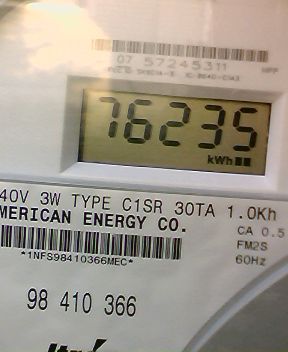 07 57245311
76235
kWh
40V 3W TYPE C1SR 30TA 1.0Kh
MERICAN ENERGY CO.
CA 0.5
FM2S
60Hz
*1NFS98410366MEC*
98 410 366